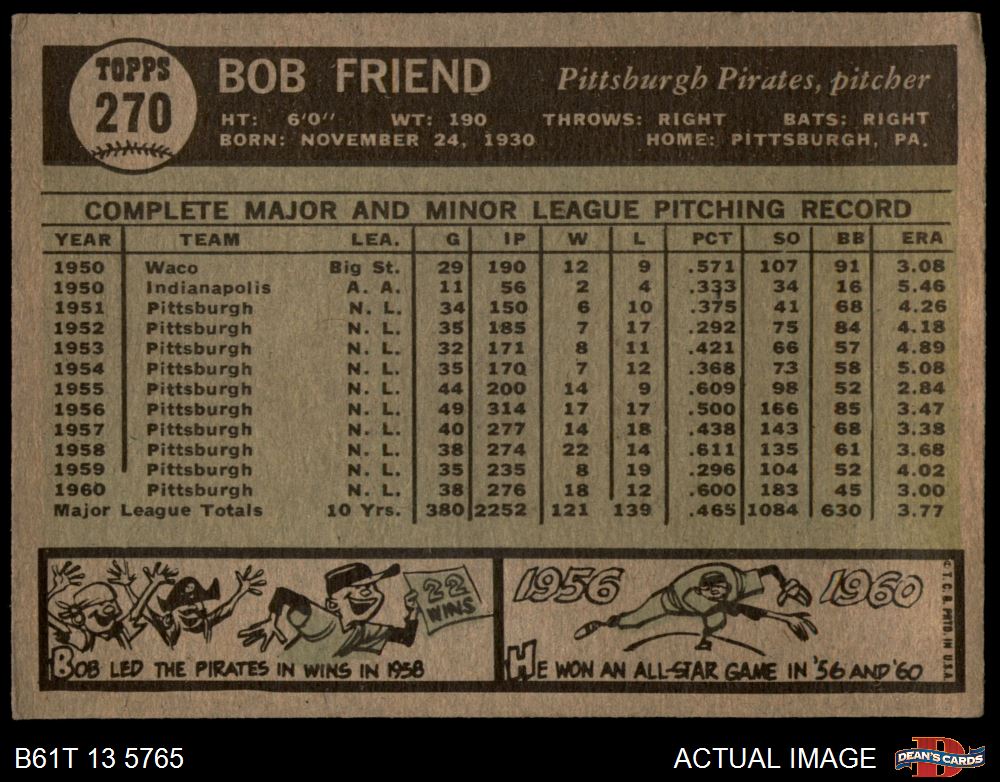 TOPPS
270
BOB FRIEND Pittsburgh Pirates, pitcher
HT: 6'0" WT: 190 THROWS: RIGHT BATS: RIGHT
BORN: NOVEMBER 24, 1930 HOME: PITTSBURGH, PA.
COMPLETE MAJOR AND MINOR LEAGUE PITCHING RECORD
YEAR TEAM LEA. G IP W L PCT SO BB ERA
1950 Waco Big St. 29 190 12 9 .571 107 91 3.08
1950 Indianapolis A. A. 11 56 2 4 .333 34 16 5.46
1951 Pittsburgh N. L. 34 150 6 10 .375 41 68 4.26
1952 Pittsburgh N. L. 35 185 7 17 .292 75 84 4.18
1953 Pittsburgh N. L. 32 171 8 11 .421 66 57 4.89
1954 Pittsburgh N. L. 35 170 7 12 .368 73 58 5.08
1955 Pittsburgh N. L. 44 200 14 9 .609 98 52 2.84
1956 Pittsburgh N. L. 49 314 17 17 .500 166 85 3.47
1957 Pittsburgh N. L. 40 277 14 18 .438 143 68 3.38
1958 Pittsburgh N. L. 38 274 22 14 .611 135 61 3.68
1959 Pittsburgh N. L. 35 235 8 19 .296 104 52 4.02
1960 Pittsburgh N. L. 38 276 18 12 .600 183 45 3.00
Major League Totals 10 Yrs. 380 2252 121 139 .465 1084 630 3.77
22
WINS
BOB LED THE PIRATES IN WINS IN 1958
1956 1960
HE WON AN ALL-STAR GAME IN '56 AND '60
© T. C. G. PRTD. IN U.S.A.
B61T 13 5765 ACTUAL IMAGE
D
DEAN'S CARDS